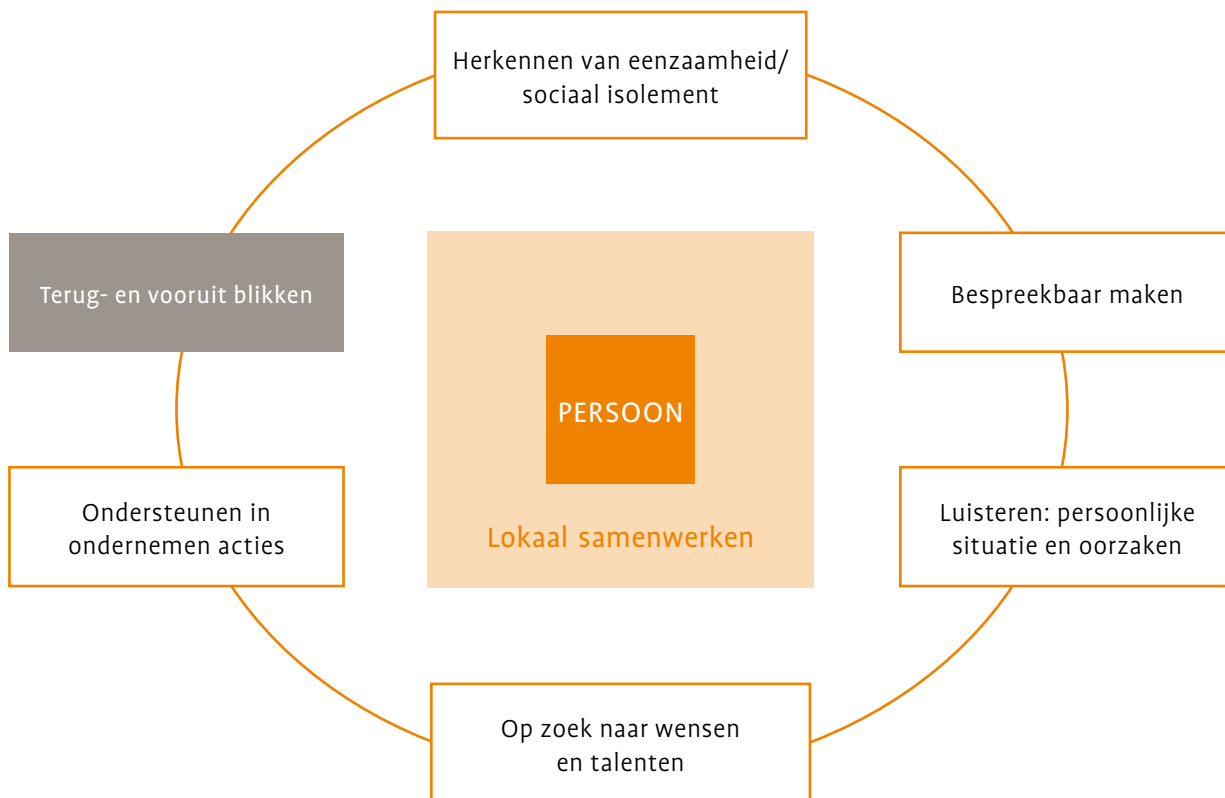 Herkennen van eenzaamheid/
sociaal isolement
Terug- en vooruit blikken
Bespreekbaar maken
PERSOON
Lokaal samenwerken
Ondersteunen in
ondernemen acties
Luisteren: persoonlijke
situatie en oorzaken
Op zoek naar wensen
en talenten